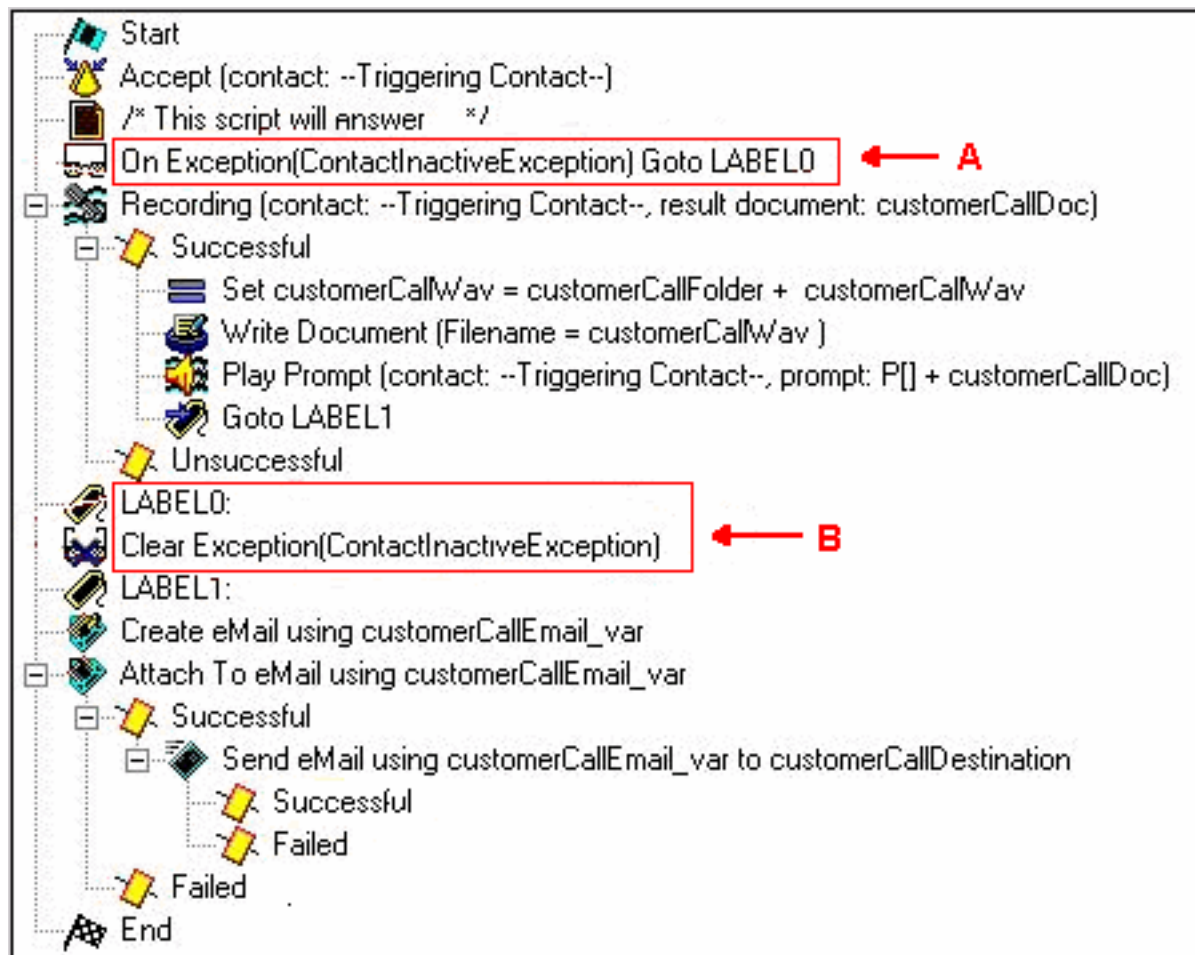 Start
Accept (contact: --Triggering Contact--)
/* This script will answer */
On Exception(ContactInactiveException) Goto LABEL0
A
Recording (contact: --Triggering Contact--, result document: customerCallDoc)
Successful
Set customerCallWav = customerCallFolder + customerCallWav
Write Document (Filename = customerCallWav )
Play Prompt (contact: --Triggering Contact--, prompt: P[] + customerCallDoc)
Goto LABEL1
Unsuccessful
LABEL0:
Clear Exception(ContactInactiveException)
B
LABEL1:
Create eMail using customerCallEmail_var
Attach To eMail using customerCallEmail_var
Successful
Send eMail using customerCallEmail_var to customerCallDestination
Successful
Failed
Failed
End